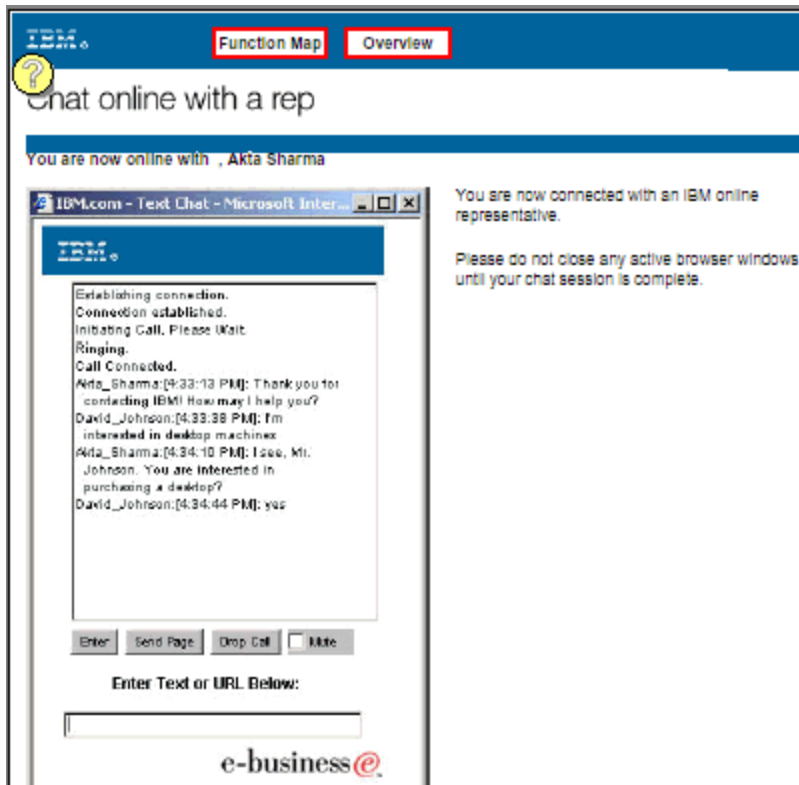 IBM®
Function Map
Overview
?
Chat online with a rep
You are now online with , Akta Sharma
IBM.com - Text Chat - Microsoft Inter...
IBM®
Establishing connection.
Connection established.
Initiating Call, Please Wait.
Ringing.
Call Connected.
Akta_Sharma:[4:33:13 PM]: Thank you for
contacting IBM! How may I help you?
David_Johnson:[4:33:38 PM]: I'm
interested in desktop machines
Akta_Sharma:[4:34:10 PM]: I see, Mr.
Johnson. You are interested in
purchasing a desktop?
David_Johnson:[4:34:44 PM]: yes
Enter
Send Page
Drop Call
Mute
Enter Text or URL Below:
e-business
You are now connected with an IBM online
representative.
Please do not close any active browser windows
until your chat session is complete.